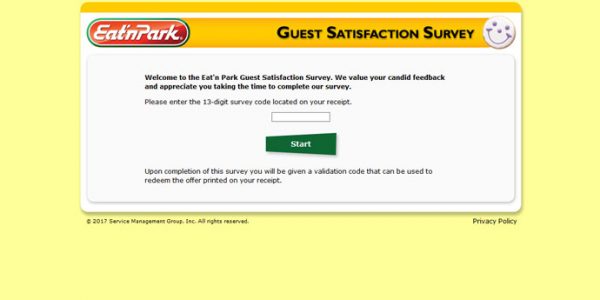 Eat'nPark.
GUEST SATISFACTION SURVEY
Welcome to the Eat'n Park Guest Satisfaction Survey. We value your candid feedback
and appreciate you taking the time to complete our survey.
Please enter the 13-digit survey code located on your receipt.
Start
Upon completion of this survey you will be given a validation code that can be used to
redeem the offer printed on your receipt.
© 2017 Service Management Group, Inc. All rights reserved.
Privacy Policy